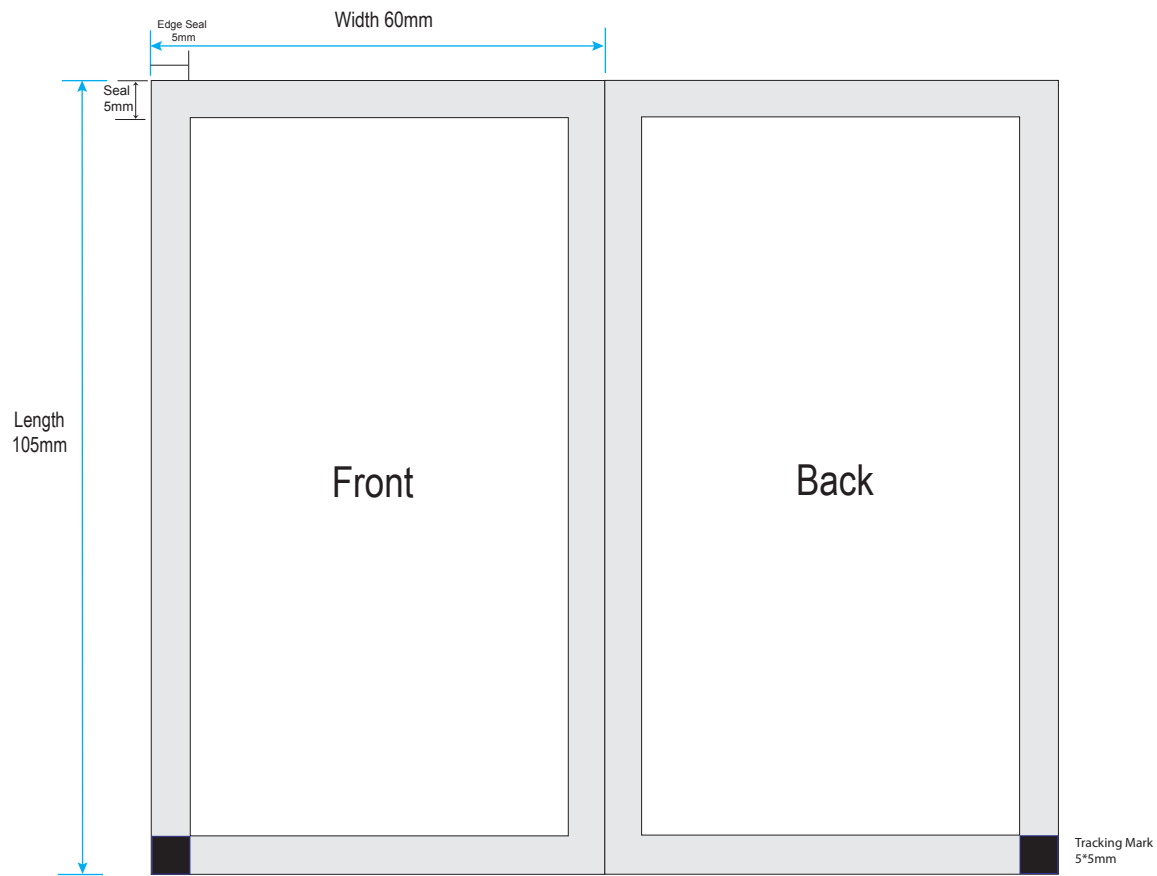 Edge Seal
5mm
Width 60mm
Seal
5mm
Length
105mm
Front
Back
Tracking Mark
5*5mm